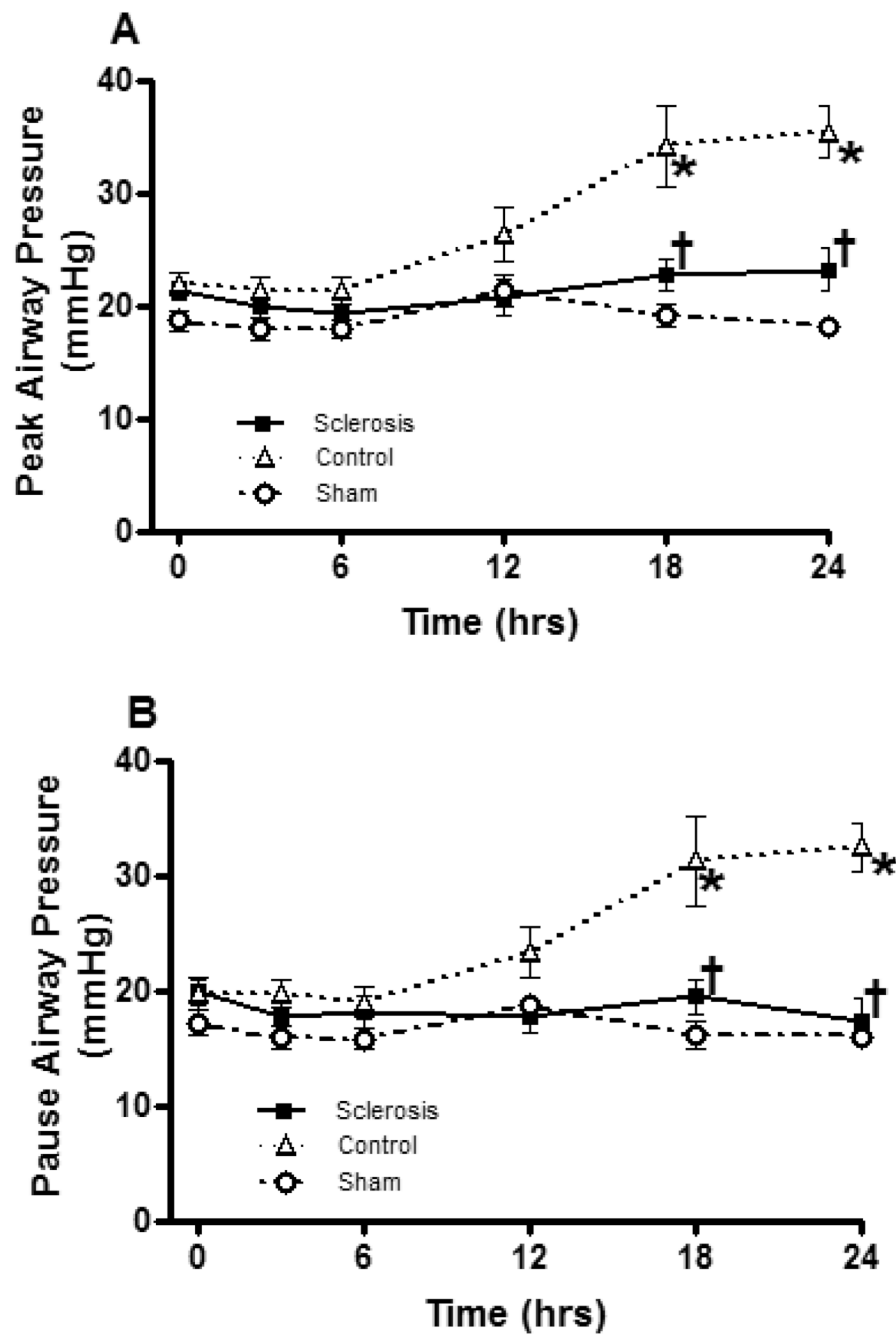 A
Peak Airway Pressure
(mmHg)
40
30
20
10
0
*
*
†
†
Sclerosis
Control
Sham
0 6 12 18 24
Time (hrs)
B
Pause Airway Pressure
(mmHg)
40
30
20
10
0
*
*
†
†
Sclerosis
Control
Sham
0 6 12 18 24
Time (hrs)